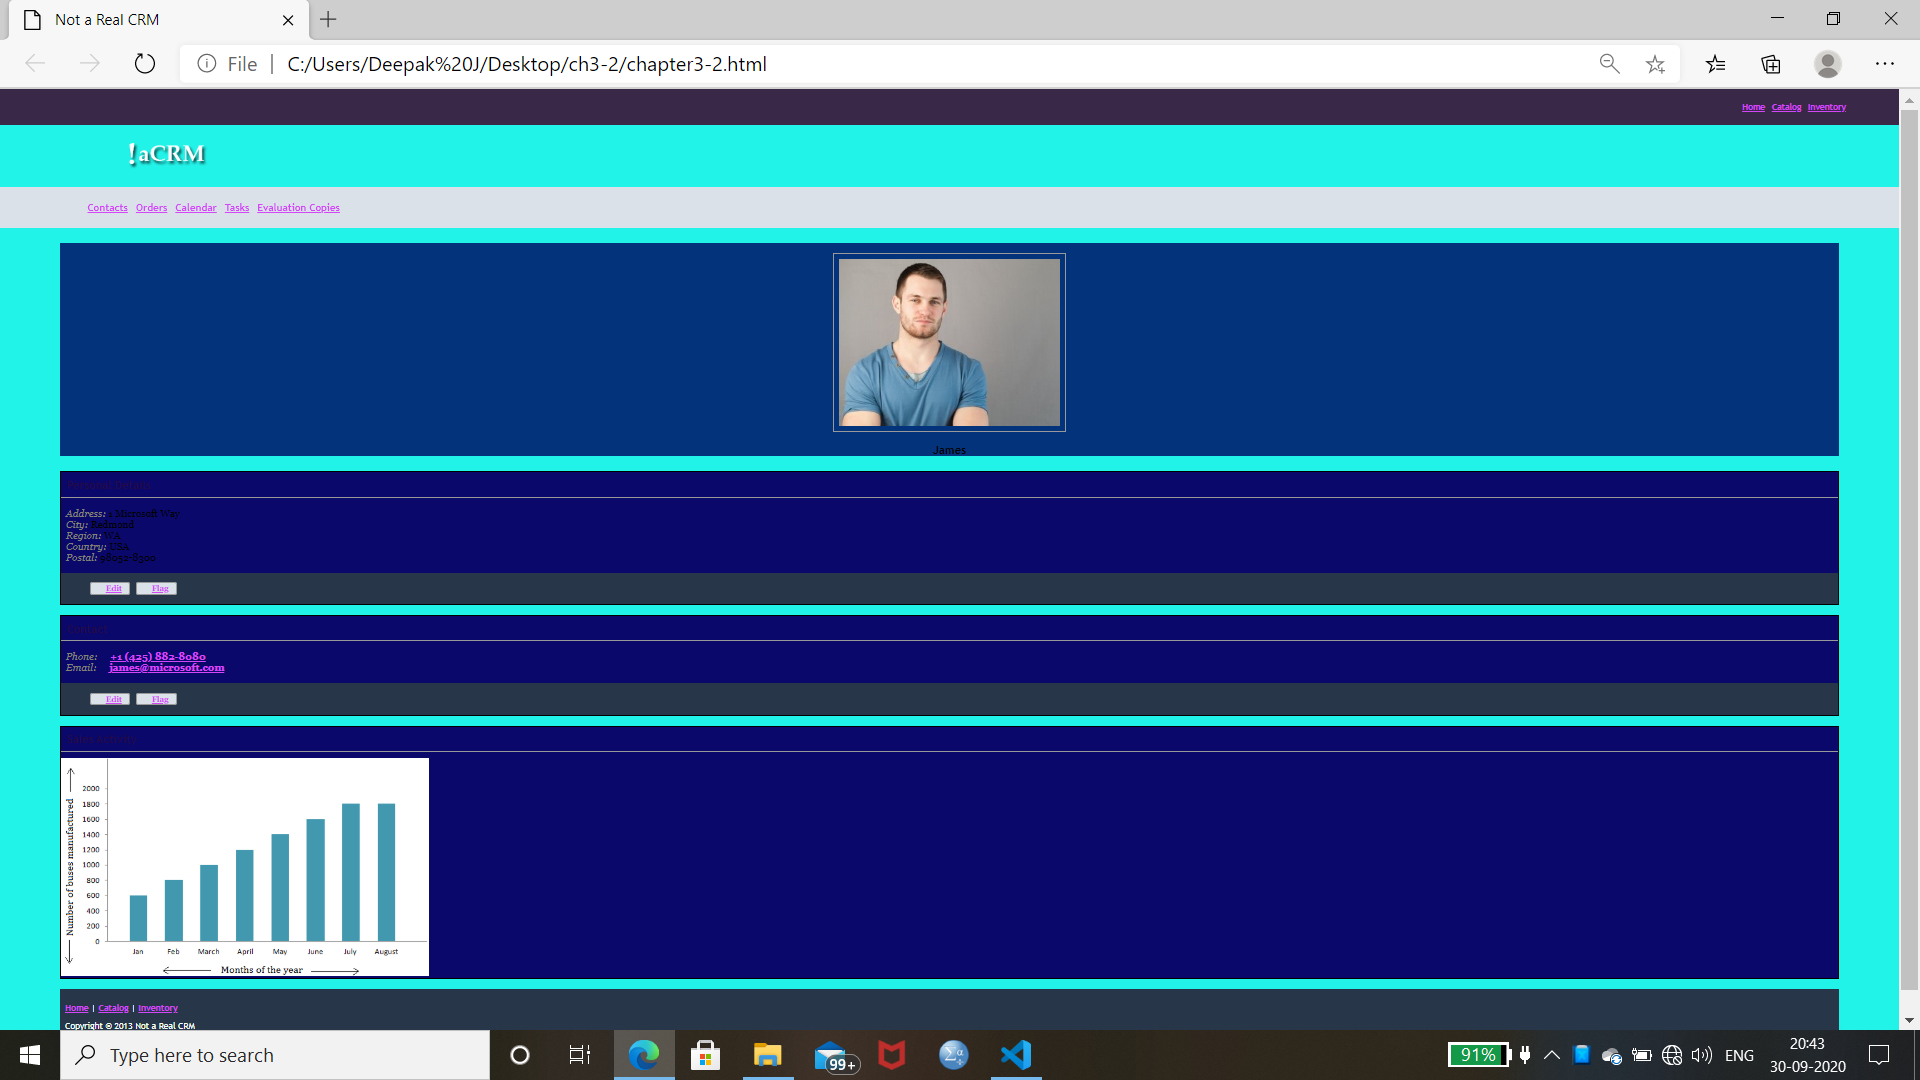 Not a Real CRM
File | C:/Users/Deepak%20J/Desktop/ch3-2/chapter3-2.html
Home Catalog Inventory
!aCRM
Contacts Orders Calendar Tasks Evaluation Copies
James
Address: 1 Microsoft Way
City: Redmond
Region: WA
Country: USA
Postal: 98052-8300
Edit Flag
Phone: +1 (425) 882-8080
Email: james@microsoft.com
Edit Flag
Number of buses manufactured
2000
1800
1600
1400
1200
1000
800
600
400
200
0
Jan Feb March April May June July August
Months of the year
Home | Catalog | Inventory
Copyright © 2013 Not a Real CRM
Type here to search
99+
Σα
91%
ENG
20:43
30-09-2020